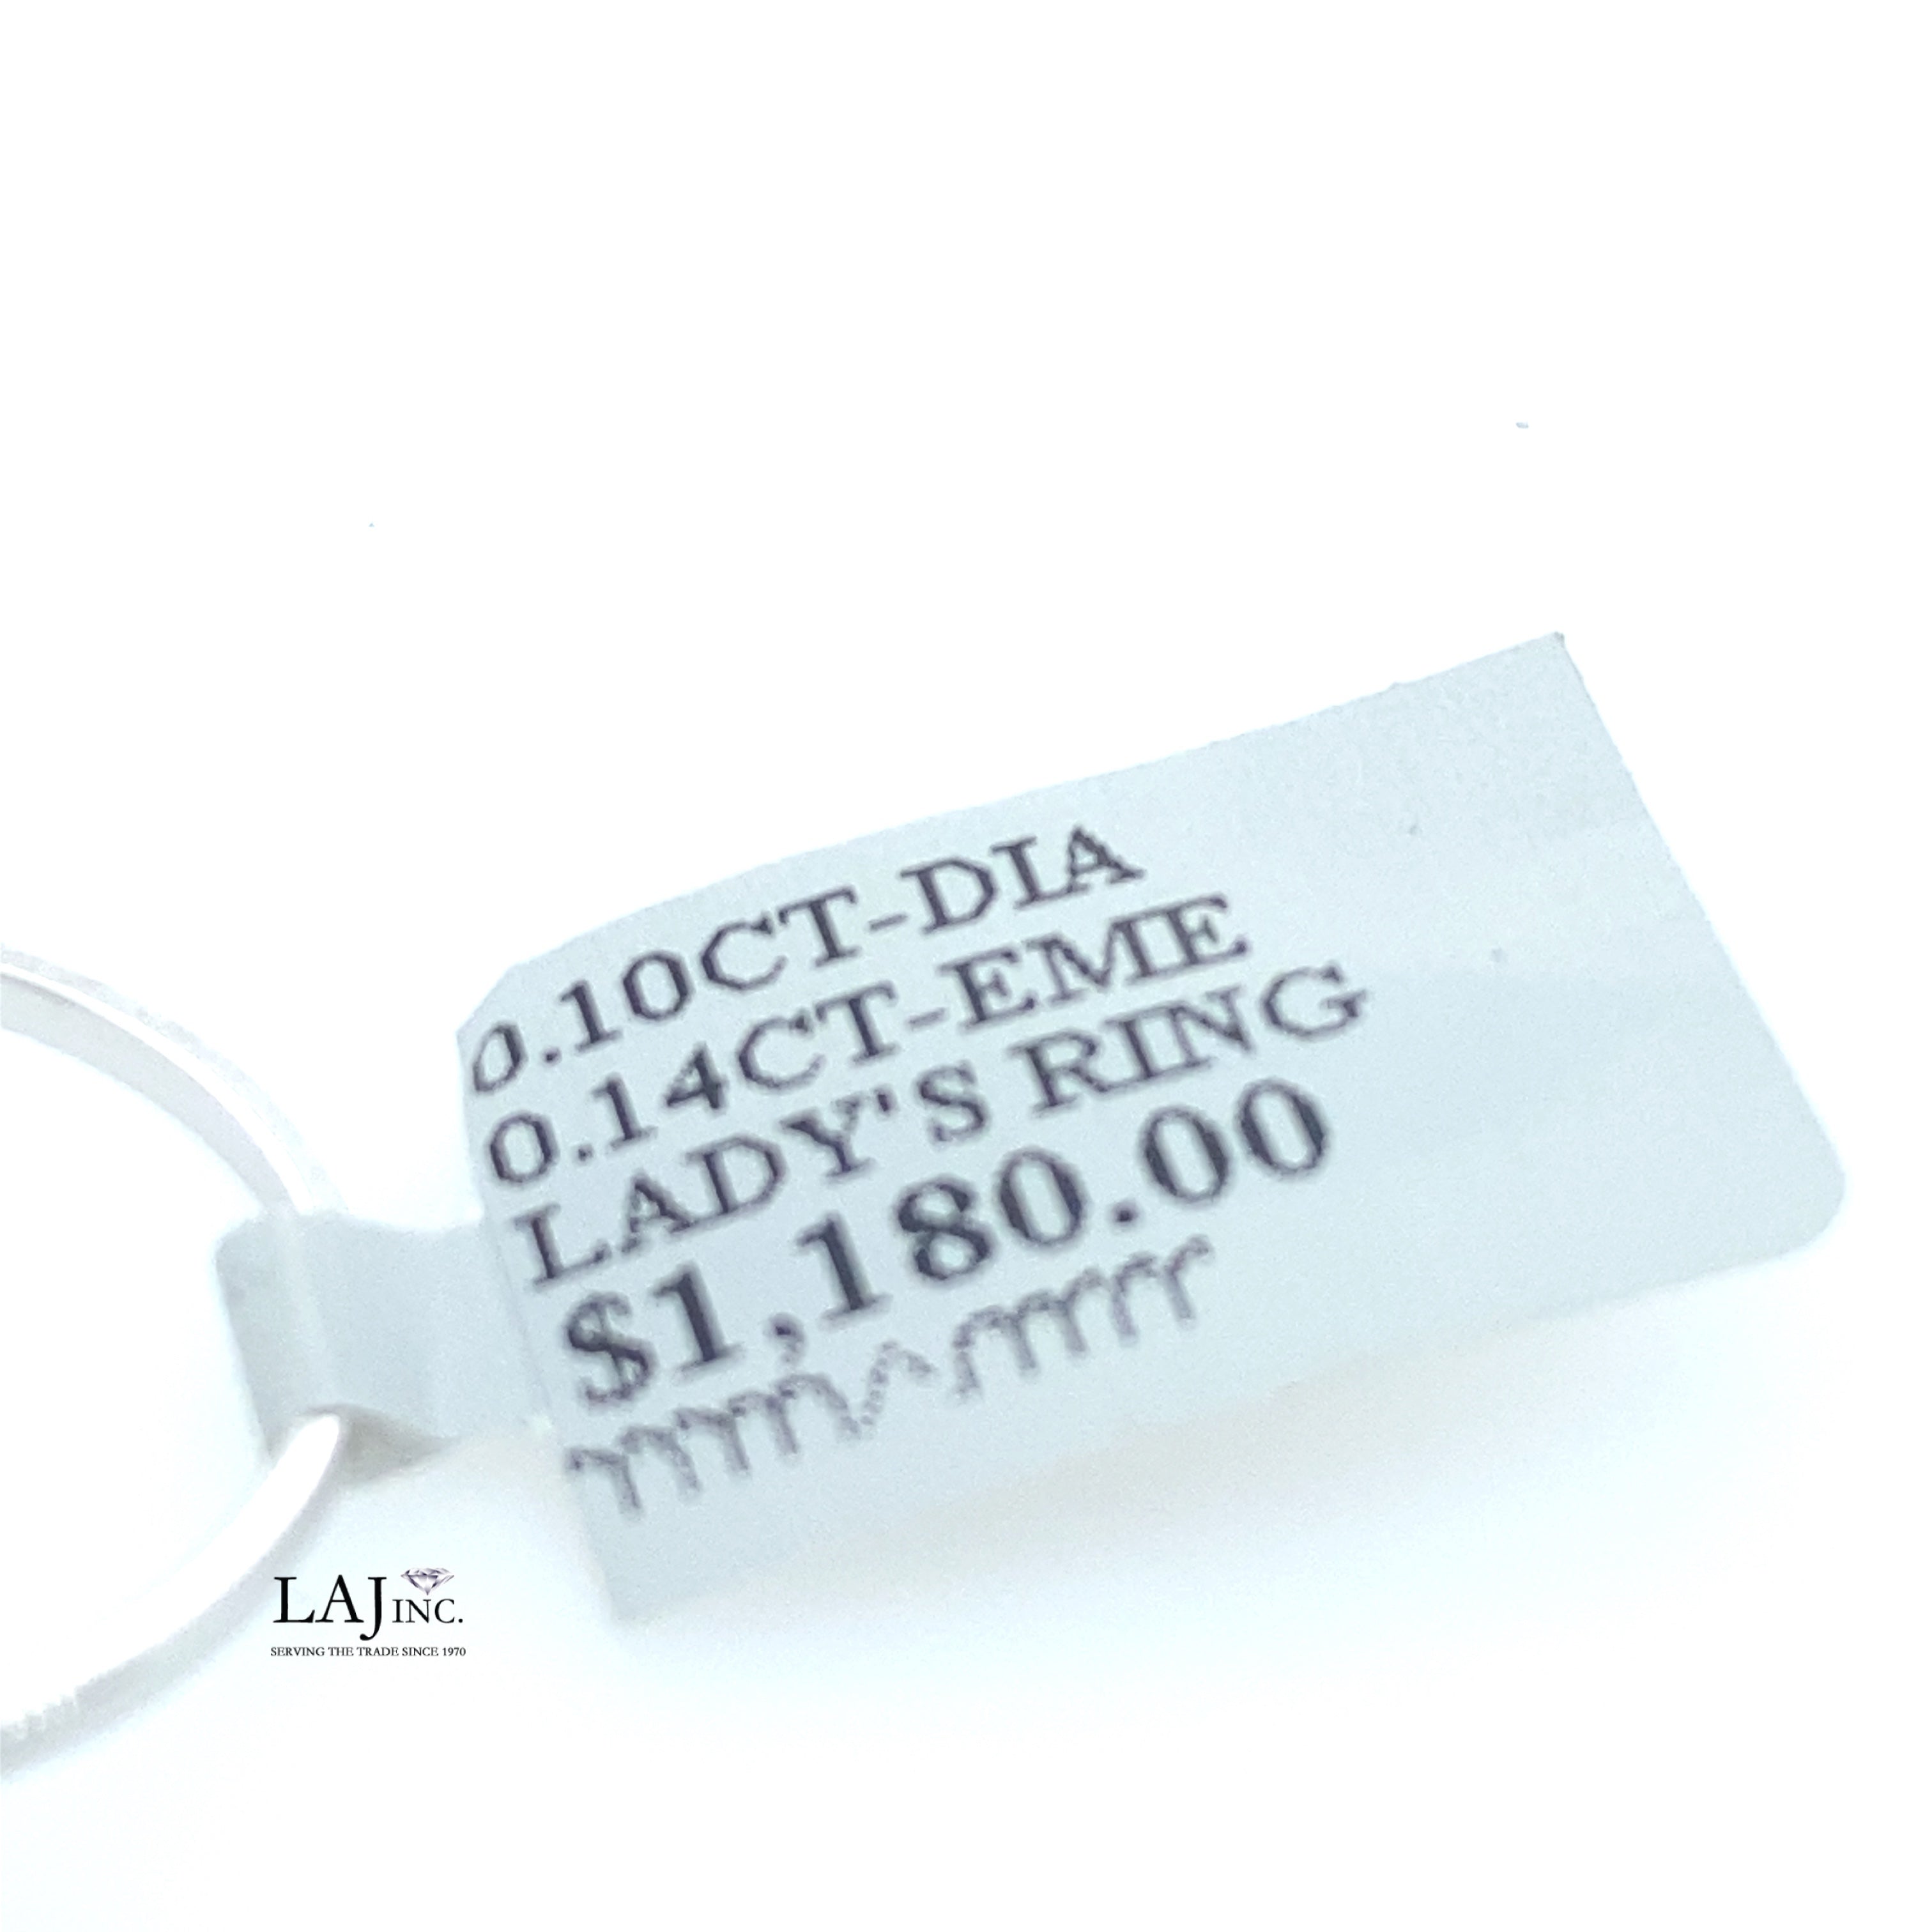 0.10CT-DIA
0.14CT-EME
LADY'S RING
$1,180.00
LAJ INC.
SERVING THE TRADE SINCE 1970